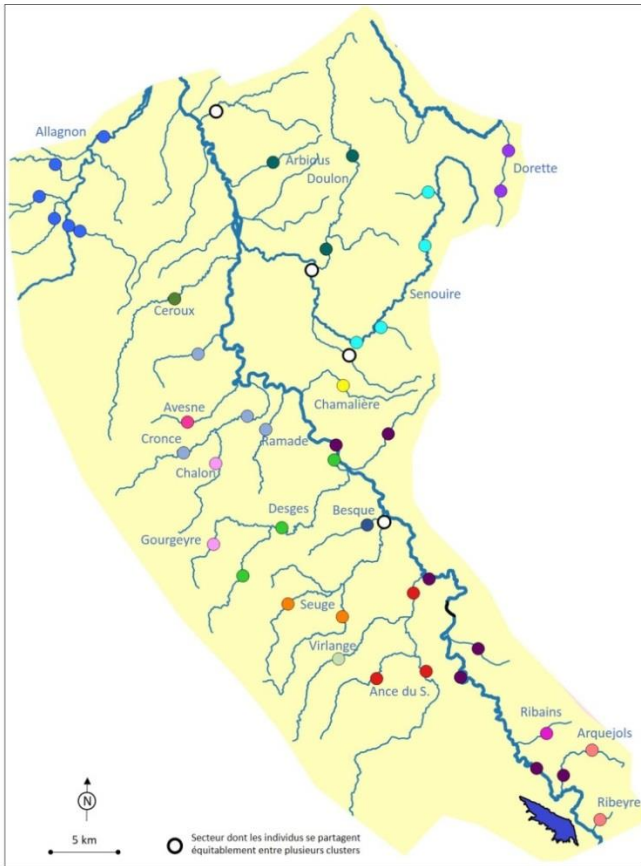 Allagnon
Arbious
Doulon
Dorette
Senouire
Ceroux
Chamalière
Avesne
Cronce
Ramade
Chalon
Desges
Besque
Gourgeyre
Seuge
Virlange
Ance du S.
Ribains
Arquejols
Ribeyre
N
5 km
Secteur dont les individus se partagent
équitablement entre plusieurs clusters